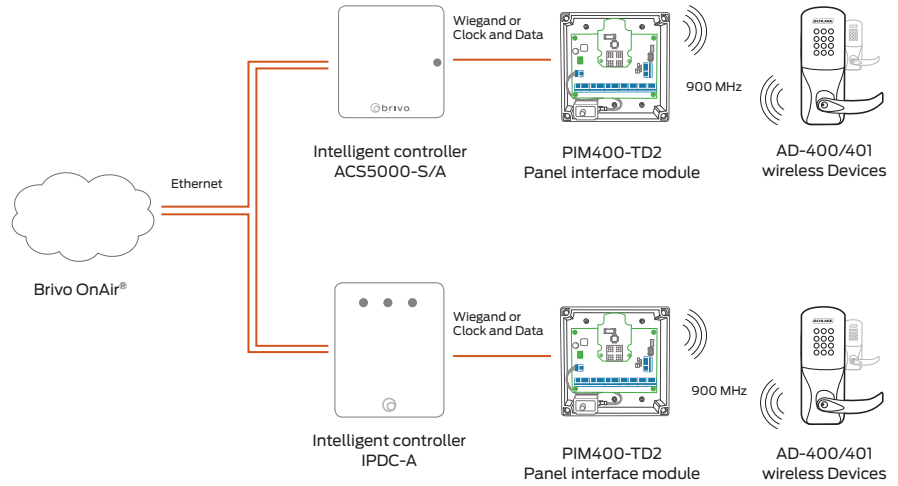 Wiegand or
Clock and Data
SCHLAGE
900 MHz
brivo.
Intelligent controller
ACS5000-S/A
PIM400-TD2
Panel interface module
AD-400/401
wireless Devices
Ethernet
Brivo OnAir®
Wiegand or
Clock and Data
SCHLAGE
900 MHz
Intelligent controller
IPDC-A
PIM400-TD2
Panel interface module
AD-400/401
wireless Devices